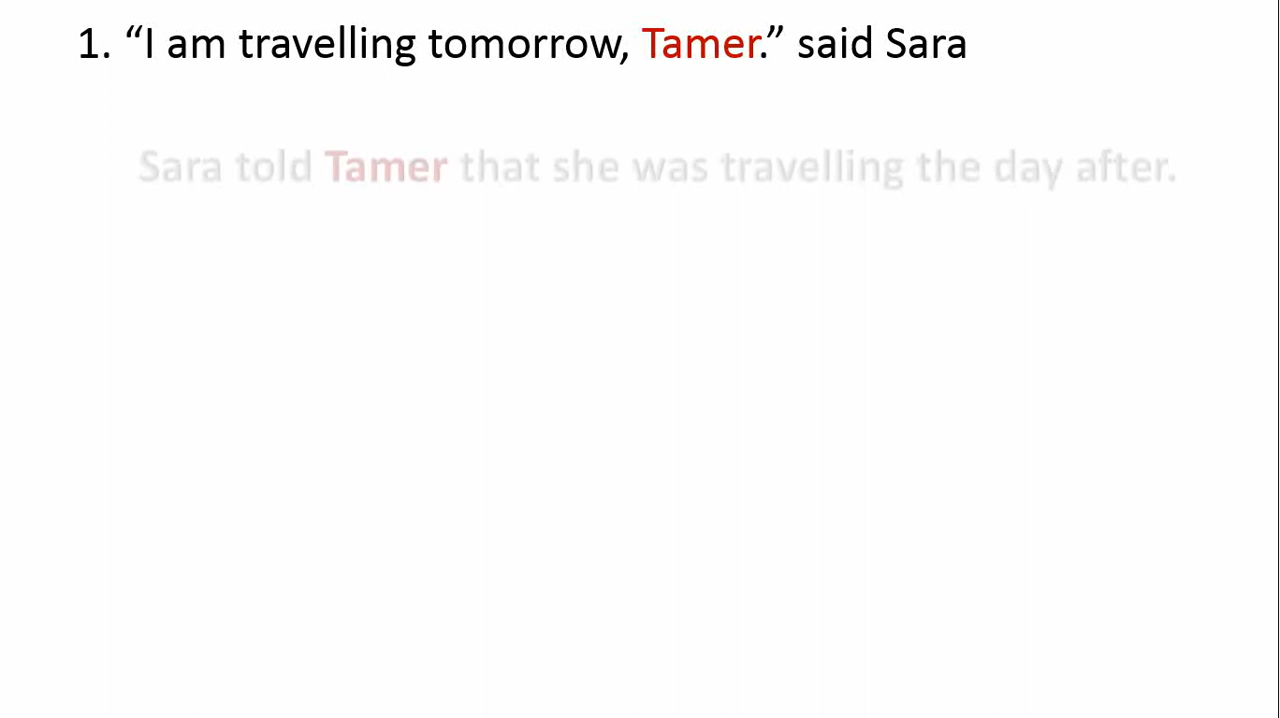 1. “I am travelling tomorrow, Tamer.” said Sara
Sara told Tamer that she was travelling the day after.